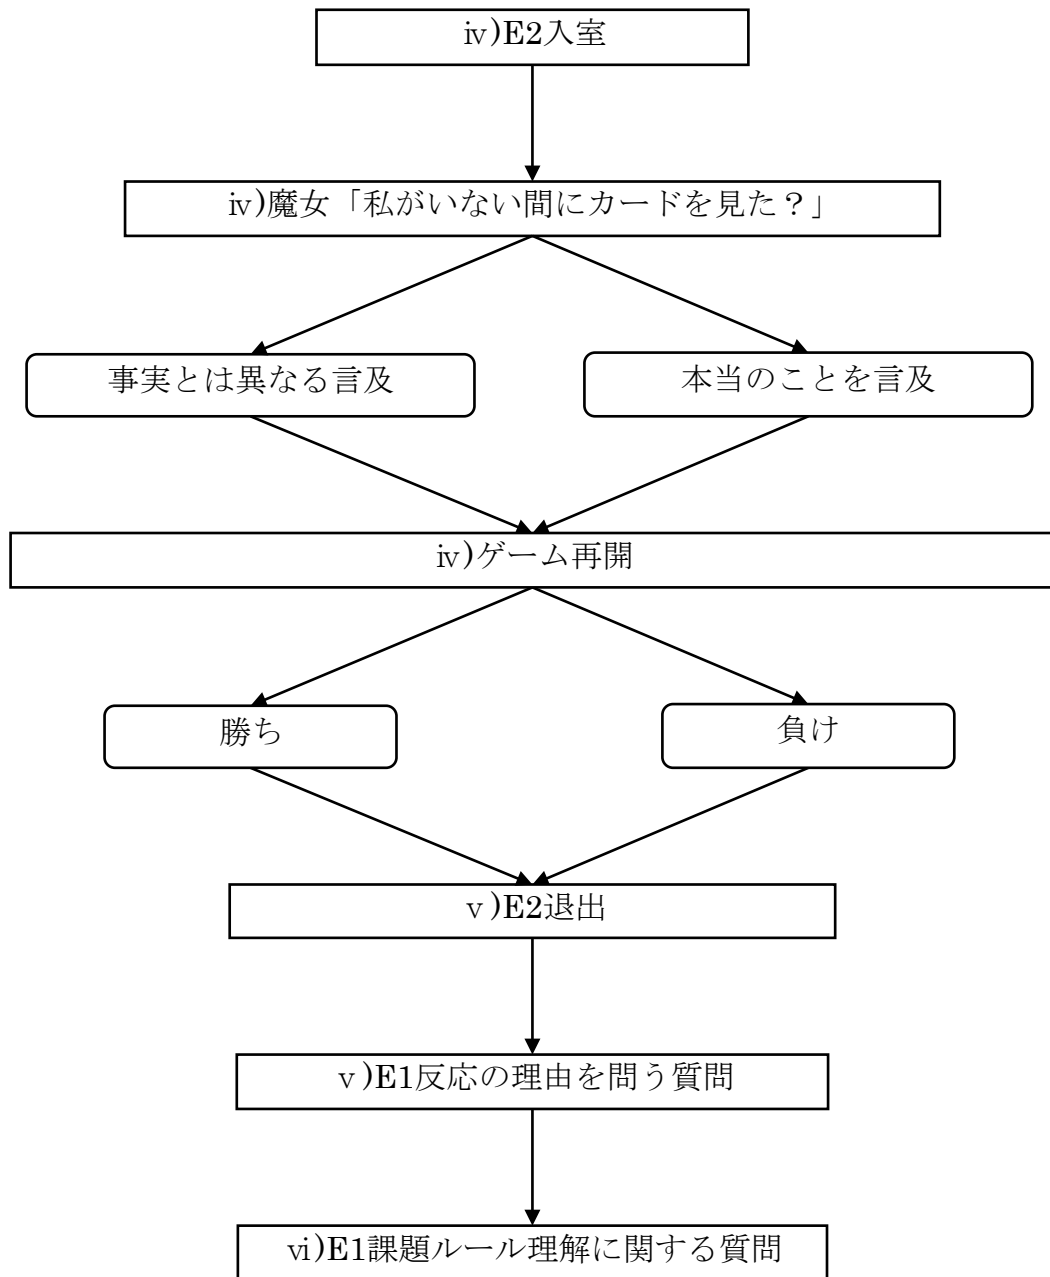 ⅳ)E2入室
ⅳ)魔女「私がいない間にカードを見た？」
事実とは異なる言及
本当のことを言及
ⅳ)ゲーム再開
勝ち
負け
ⅴ)E2退出
ⅴ)E1反応の理由を問う質問
ⅵ)E1課題ルール理解に関する質問